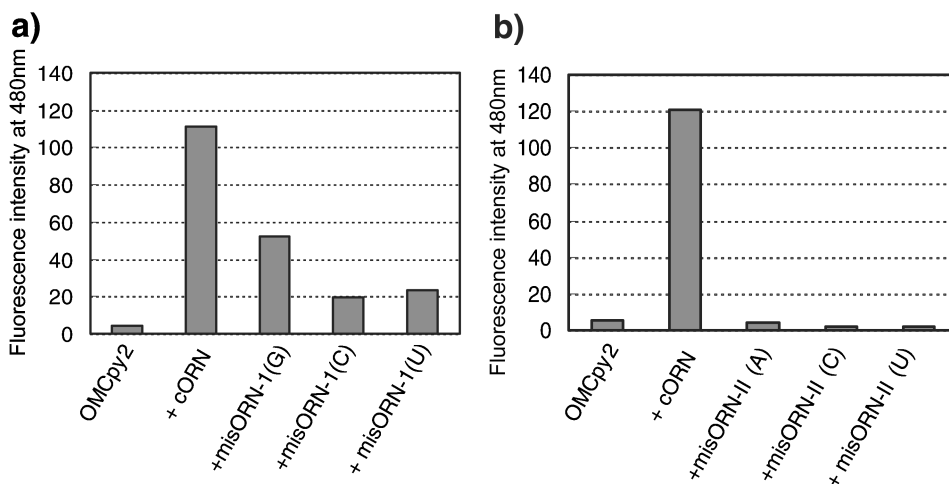 a)
Fluorescence intensity at 480nm
140
120
100
80
60
40
20
0
OMCpy2
+ cORN
+misORN-1(G)
+misORN-1(C)
+ misORN-1(U)
b)
Fluorescence intensity at 480nm
140
120
100
80
60
40
20
0
OMCpy2
+ cORN
+misORN-II (A)
+misORN-II (C)
+ misORN-II (U)